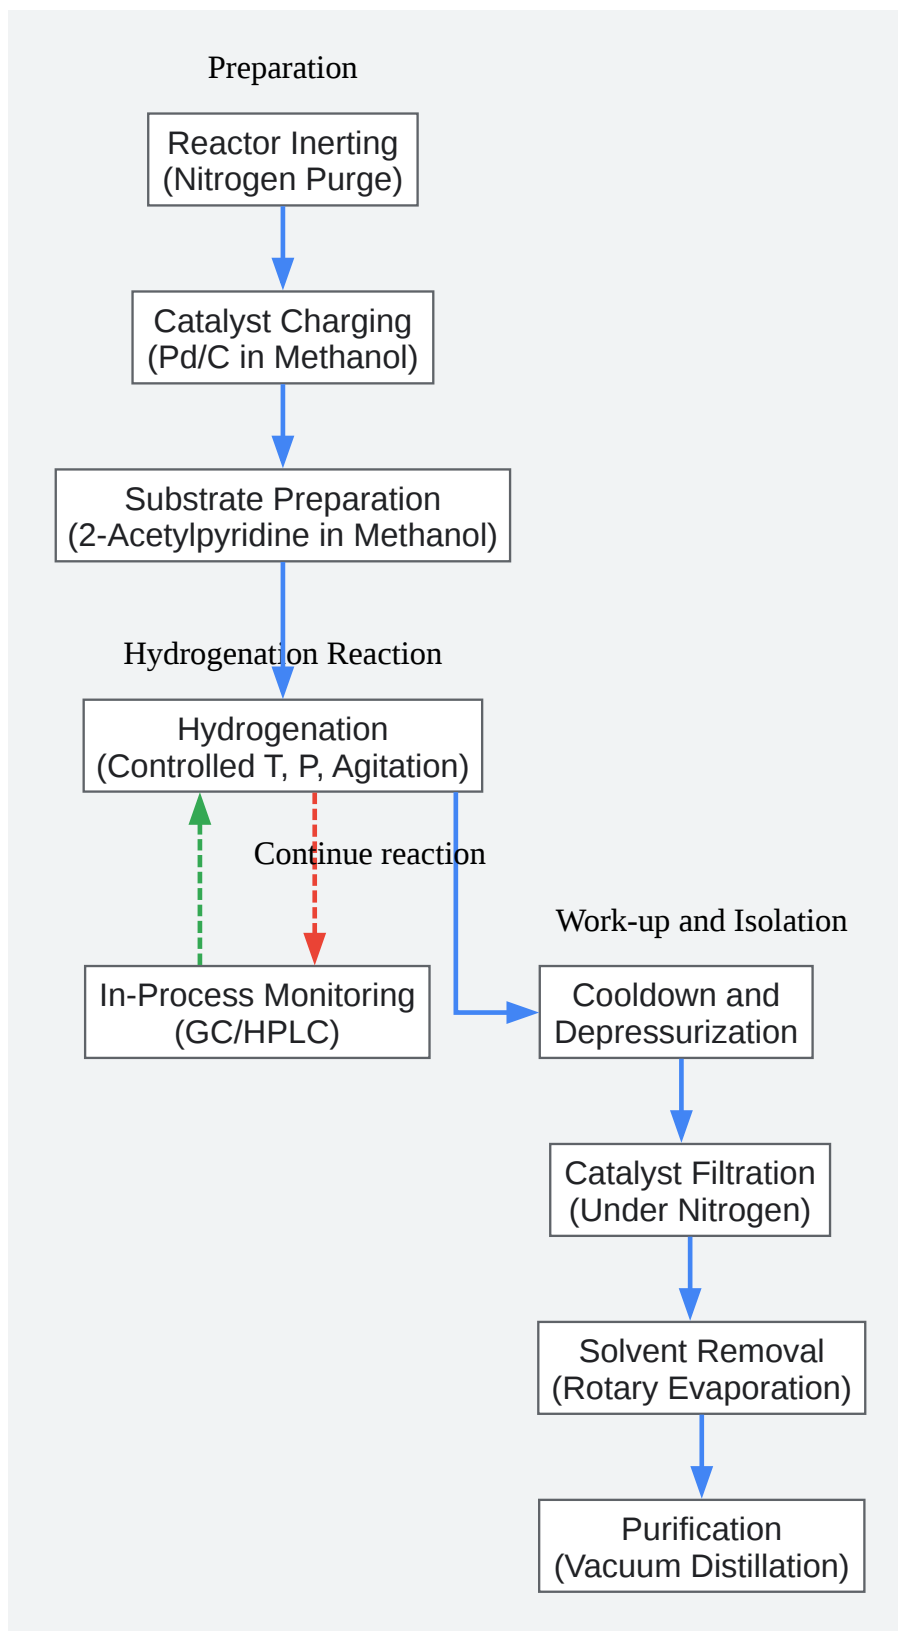 Preparation
Reactor Inerting
(Nitrogen Purge)
Catalyst Charging
(Pd/C in Methanol)
Substrate Preparation
(2-Acetylpyridine in Methanol)
Hydrogenation Reaction
Hydrogenation
(Controlled T, P, Agitation)
Continue reaction
In-Process Monitoring
(GC/HPLC)
Work-up and Isolation
Cooldown and
Depressurization
Catalyst Filtration
(Under Nitrogen)
Solvent Removal
(Rotary Evaporation)
Purification
(Vacuum Distillation)